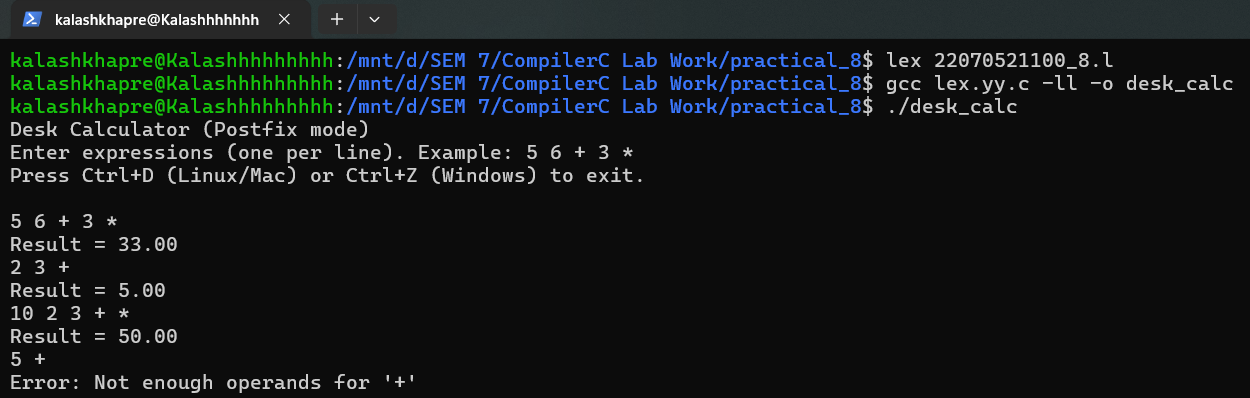 kalashkhapre@Kalashhhhhhh
kalashkhapre@Kalashhhhhhhhhh:/mnt/d/SEM 7/CompilerC Lab Work/practical_8$ lex 22070521100_8.l
kalashkhapre@Kalashhhhhhhhhh:/mnt/d/SEM 7/CompilerC Lab Work/practical_8$ gcc lex.yy.c -ll -o desk_calc
kalashkhapre@Kalashhhhhhhhhh:/mnt/d/SEM 7/CompilerC Lab Work/practical_8$ ./desk_calc
Desk Calculator (Postfix mode)
Enter expressions (one per line). Example: 5 6 + 3 *
Press Ctrl+D (Linux/Mac) or Ctrl+Z (Windows) to exit.
5 6 + 3 *
Result = 33.00
2 3 +
Result = 5.00
10 2 3 + *
Result = 50.00
5 +
Error: Not enough operands for '+'